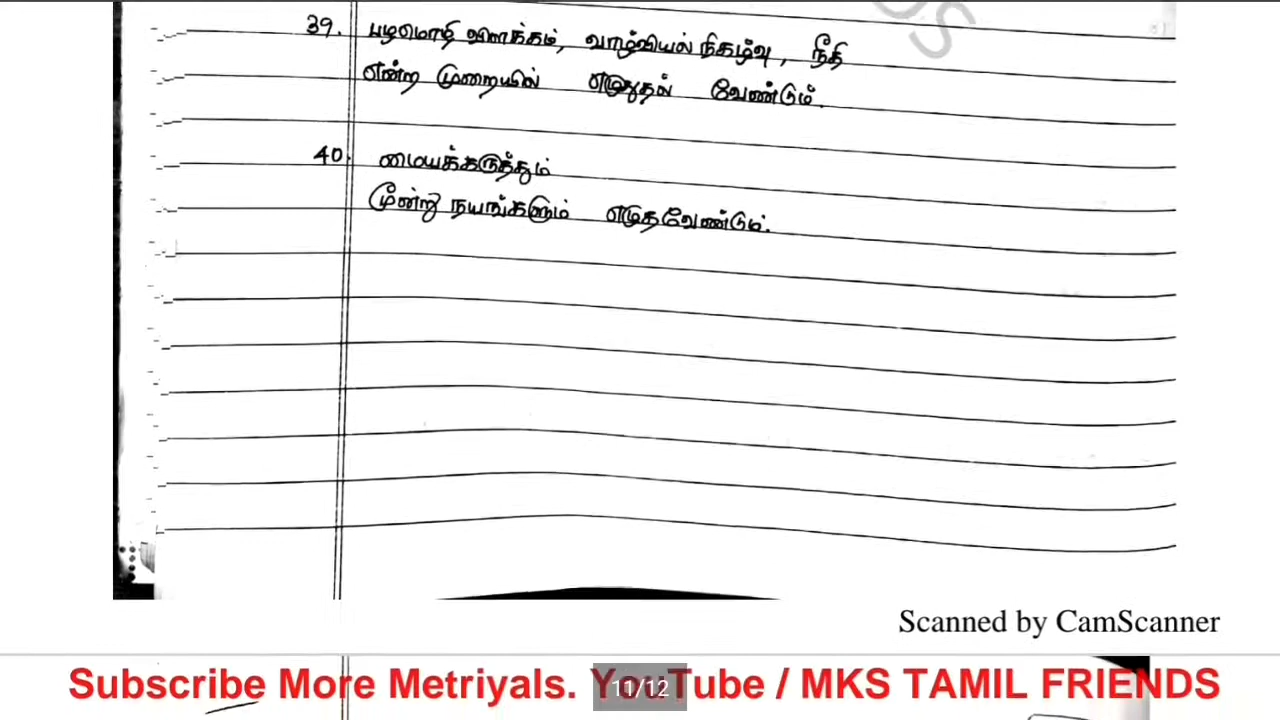 39. பழமொழி விளக்கம், வாழ்வியல் நிகழ்வு, நீதி
என்ற முறையில் எழுதுதல் வேண்டும்.
40. மையக்கருத்தும்
மூன்று நயங்களும் எழுதவேண்டும்.
Scanned by CamScanner
Subscribe More Metriyals. YouTube / MKS TAMIL FRIENDS
11/12